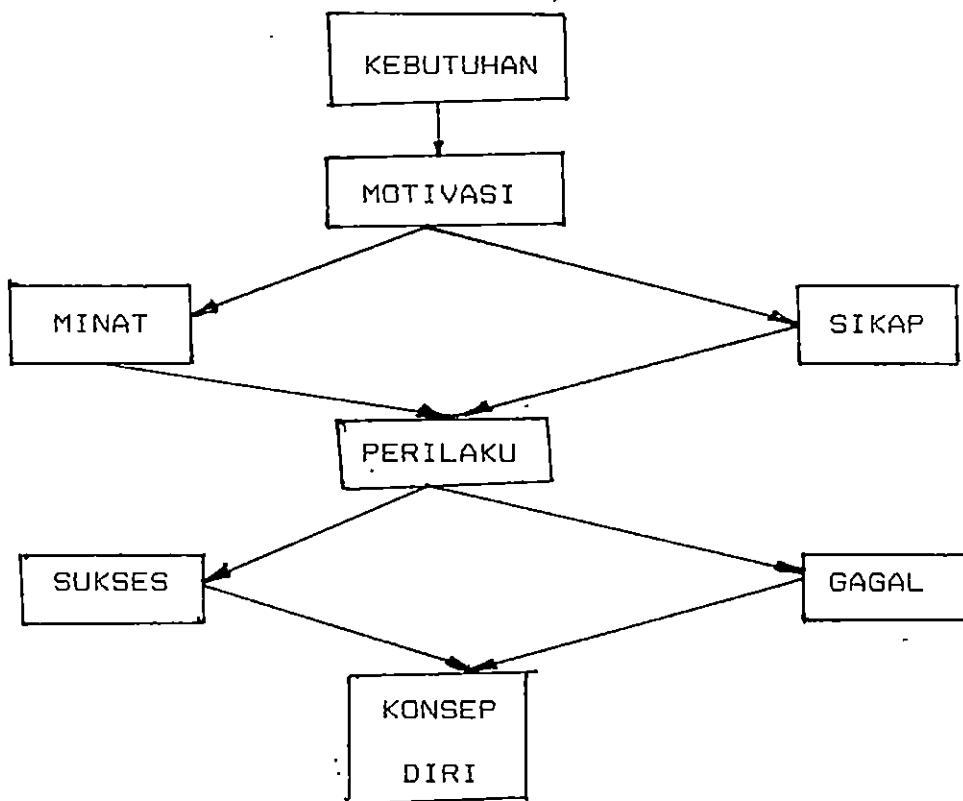 KEBUTUHAN
MOTIVASI
MINAT
SIKAP
PERILAKU
SUKSES
GAGAL
KONSEP
DIRI